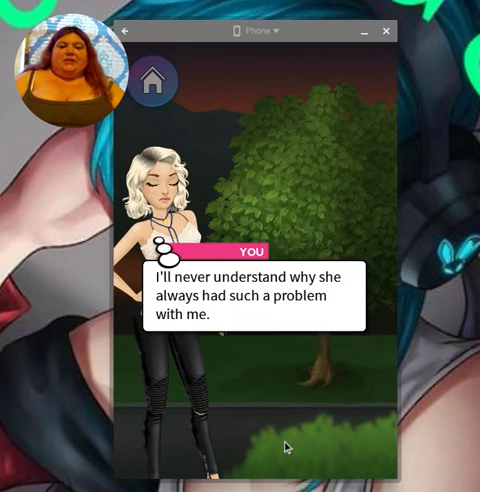 Phone
YOU
I'll never understand why she
always had such a problem
with me.